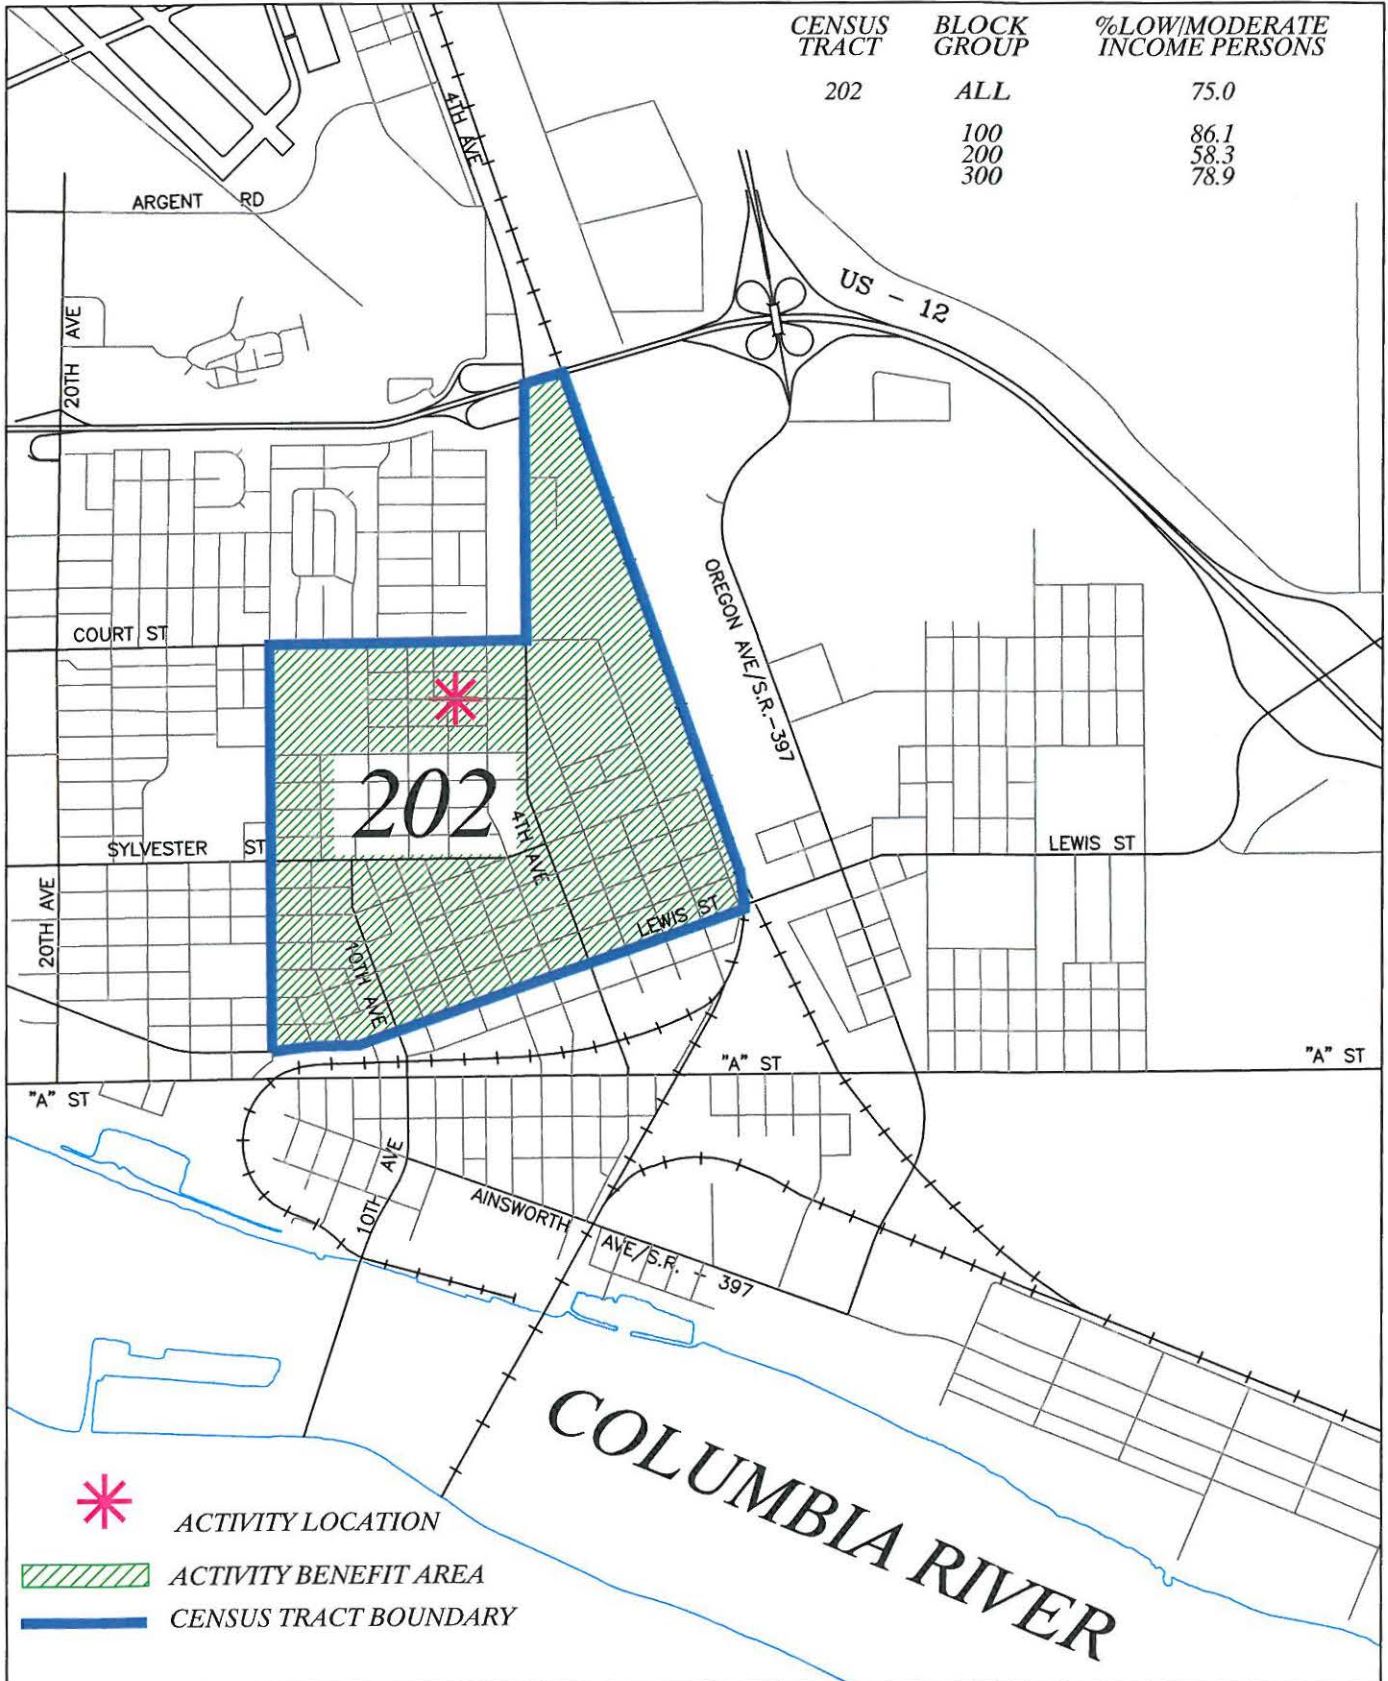 CENSUS TRACT BLOCK GROUP %LOW/MODERATE INCOME PERSONS
202 ALL 75.0
100 86.1
200 58.3
300 78.9
4TH AVE
ARGENT RD
US - 12
20TH AVE
COURT ST
OREGON AVE/S.R.-397
202
4TH AVE
SYLVESTER ST
LEWIS ST
20TH AVE
LEWIS ST
10TH AVE
"A" ST
"A" ST
"A" ST
10TH AVE
AINSWORTH AVE/S.R. - 397
COLUMBIA RIVER
ACTIVITY LOCATION
ACTIVITY BENEFIT AREA
CENSUS TRACT BOUNDARY